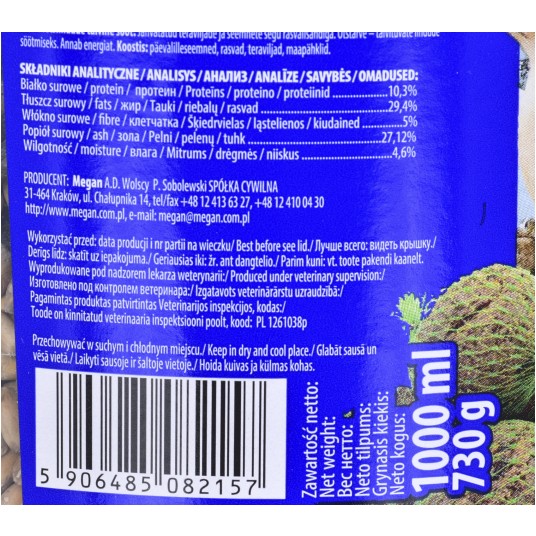 söötmiseks. Annab energiat. Koostis: päevalilleseemned, rasvad, teraviljad, maapähklid.
SKŁADNIKI ANALITYCZNE / ANALYSIS / АНАЛИЗ / ANALĪZE / SAVYBĖS / OMADUSED:
Białko surowe / protein / протеин / Proteīns / proteino / proteiinid 10,3%
Tłuszcz surowy / fats / жир / Tauki / riebalų / rasvad 29,4%
Włókno surowe / fibre / клетчатка / Šķiedrvielas / ląstelienos / kiudained 5%
Popiół surowy / ash / зола / Pelni / pelenų / tuhk 27,12%
Wilgotność / moisture / влага / Mitrums / drėgmės / niiskus 4,6%
PRODUCENT: Megan A.D. Wolscy P. Sobolewski SPÓŁKA CYWILNA
31-464 Kraków, ul. Chałupnika 14, tel/fax +48 12 413 63 27, +48 12 410 04 30
http://www.megan.com.pl, e-mail: megan@megan.com.pl
Wykorzystać przed: data producji i nr partii na wieczku/ Best before see lid./ Лучше всего: видеть крышку./
Derīgs līdz: skatīt uz iepakojuma./ Geriausias iki: žr. ant dangtelio./ Parim kuni: vt. toote pakendi kaanelt.
Wyprodukowane pod nadzorem lekarza weterynarii:/ Produced under veterinary supervision:/
Изготовлено под контролем ветеринара:/ Izgatavots veterinārārstu uzraudzībā:/
Pagamintas produktas patvirtintas Veterinarijos inspekcijos, kodas:/
Toode on kinnitatud veterinaaria inspektsiooni poolt, kood: PL 1261038p
Przechowywać w suchym i chłodnym miejscu./ Keep in dry and cool place./ Glabāt sausā un
vēsā vietā./ Laikyti sausoje ir šaltoje vietoje./ Hoida kuivas ja külmas kohas.
5 906485 082157
Zawartość netto:
Net weight:
Вес нетто:
Neto tilpums:
Grynasis kiekis:
Neto kogus:
1000 ml
730 g